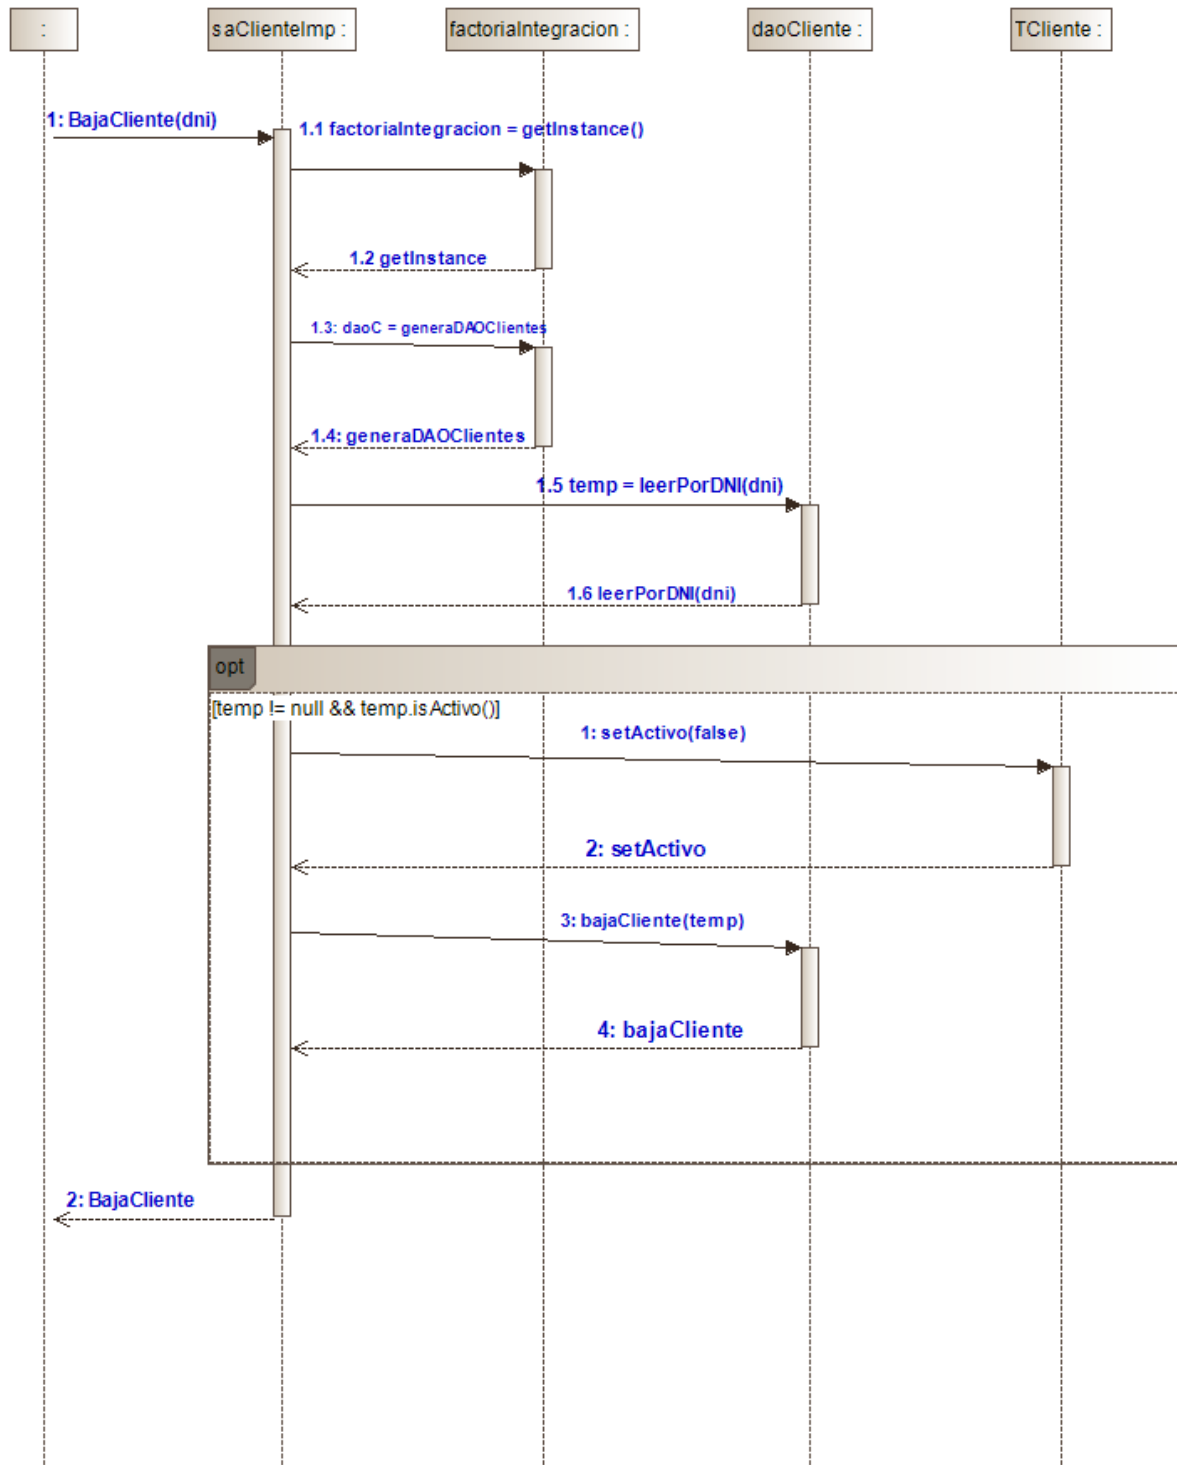 :
saClienteImp :
factoriaIntegracion :
daoCliente :
TCliente :
1: BajaCliente(dni)
1.1 factoriaIntegracion = getInstance()
1.2 getInstance
1.3: daoC = generaDAOClientes
1.4: generaDAOClientes
1.5 temp = leerPorDNI(dni)
1.6 leerPorDNI(dni)
opt
[temp != null && temp.isActivo()]
1: setActivo(false)
2: setActivo
3: bajaCliente(temp)
4: bajaCliente
2: BajaCliente